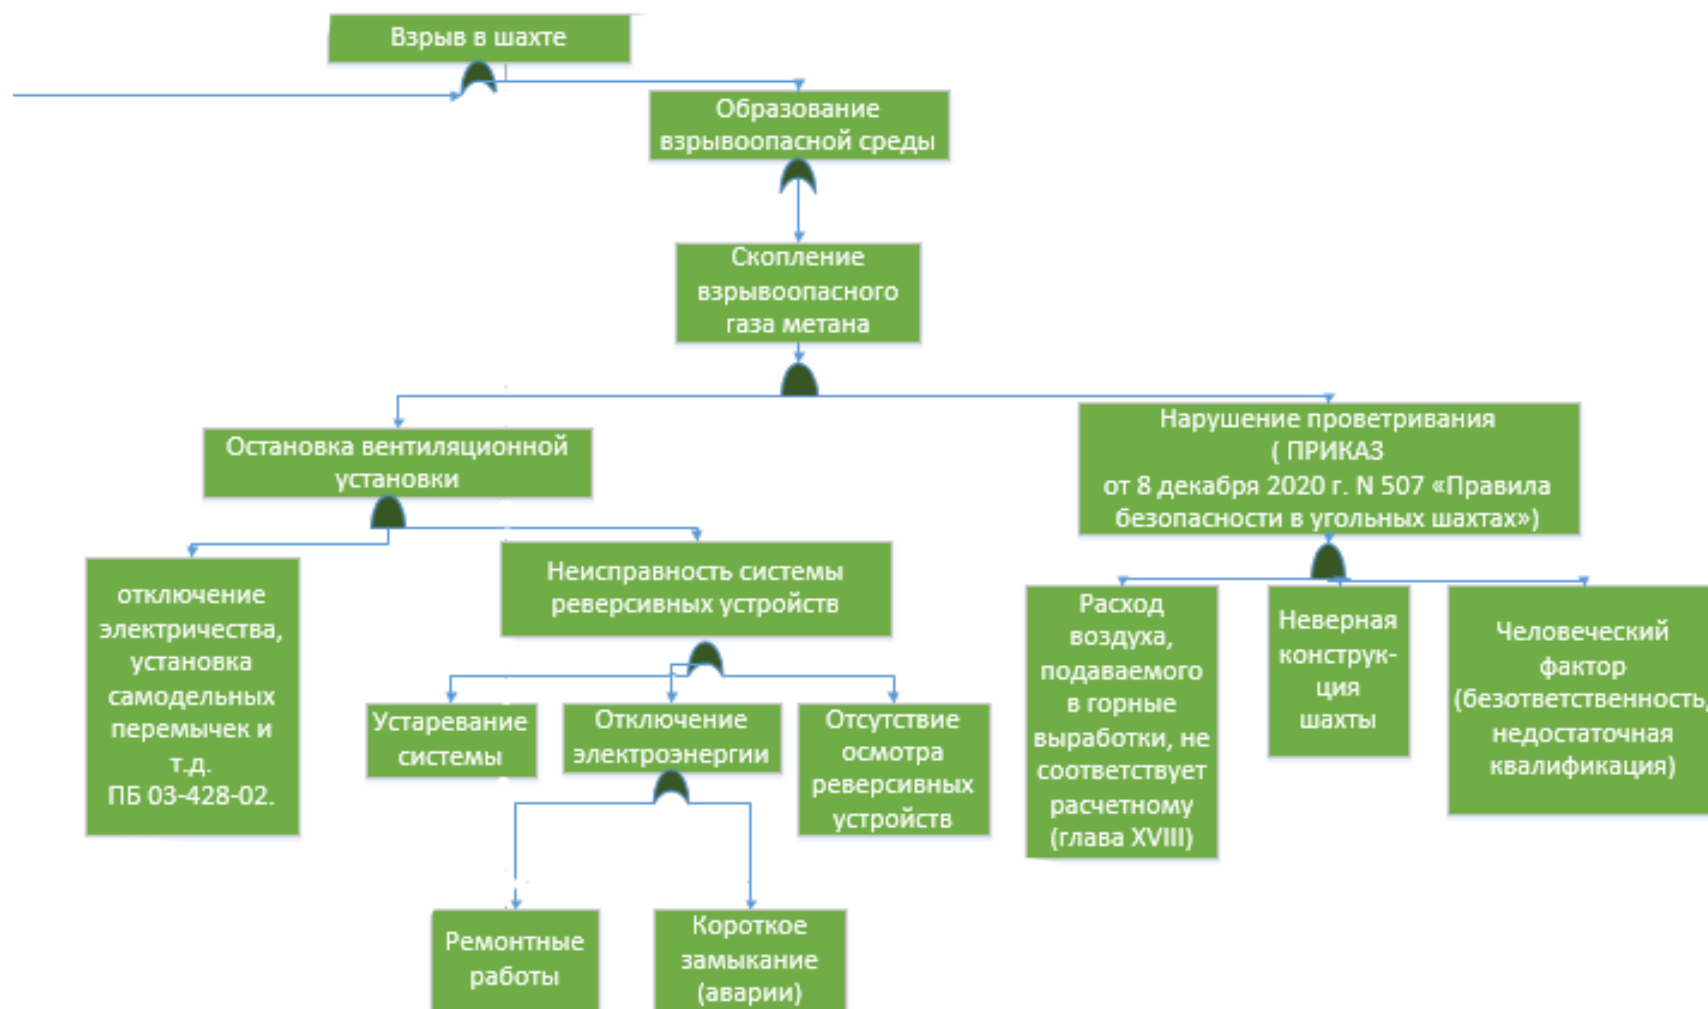 Взрыв в шахте
Образование
взрывоопасной среды
Скопление
взрывоопасного
газа метана
Остановка вентиляционной
установки
Нарушение проветривания
( ПРИКАЗ
от 8 декабря 2020 г. N 507 «Правила
безопасности в угольных шахтах»)
отключение
электричества,
установка
самодельных
перемычек и
т.д.
ПБ 03-428-02.
Неисправность системы
реверсивных устройств
Расход
воздуха,
подаваемого
в горные
выработки, не
соответствует
расчетному
(глава XVIII)
Неверная
конструк-
ция
шахты
Человеческий
фактор
(безответственность,
недостаточная
квалификация)
Устаревание
системы
Отключение
электроэнергии
Отсутствие
осмотра
реверсивных
устройств
Ремонтные
работы
Короткое
замыкание
(аварии)